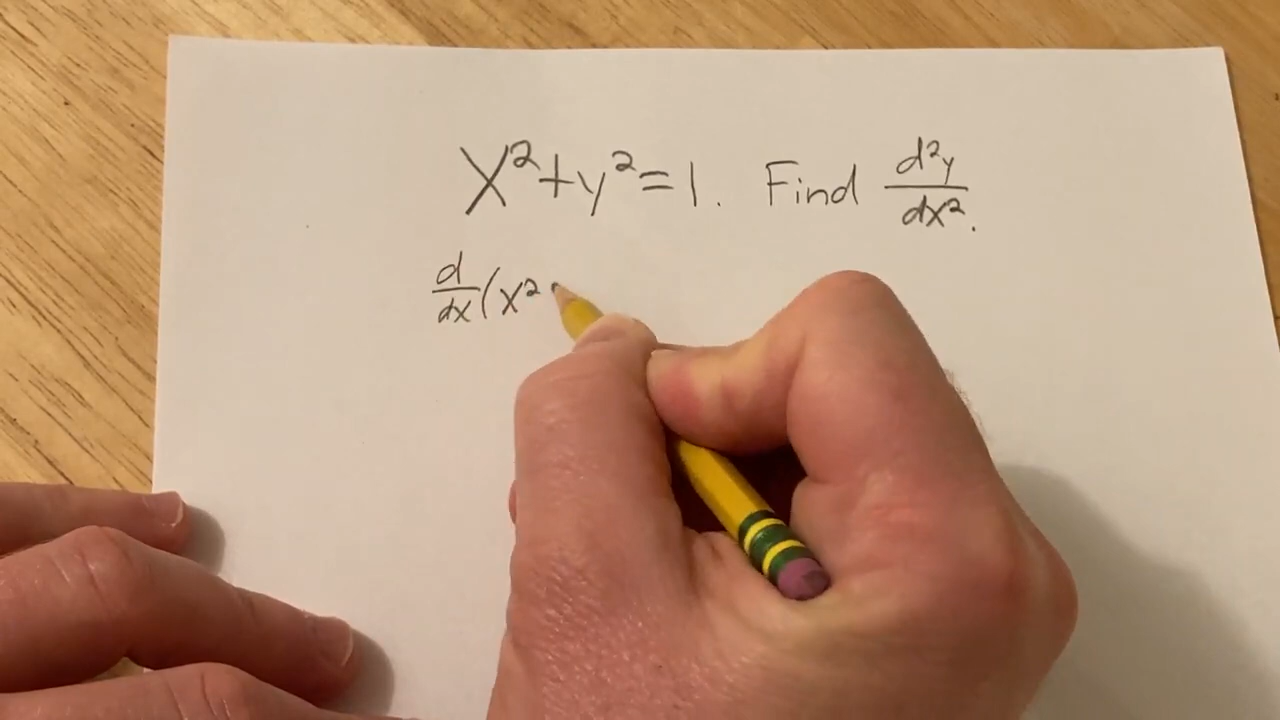 X²+y²=1. Find d²y/dx².
d/dx(x²